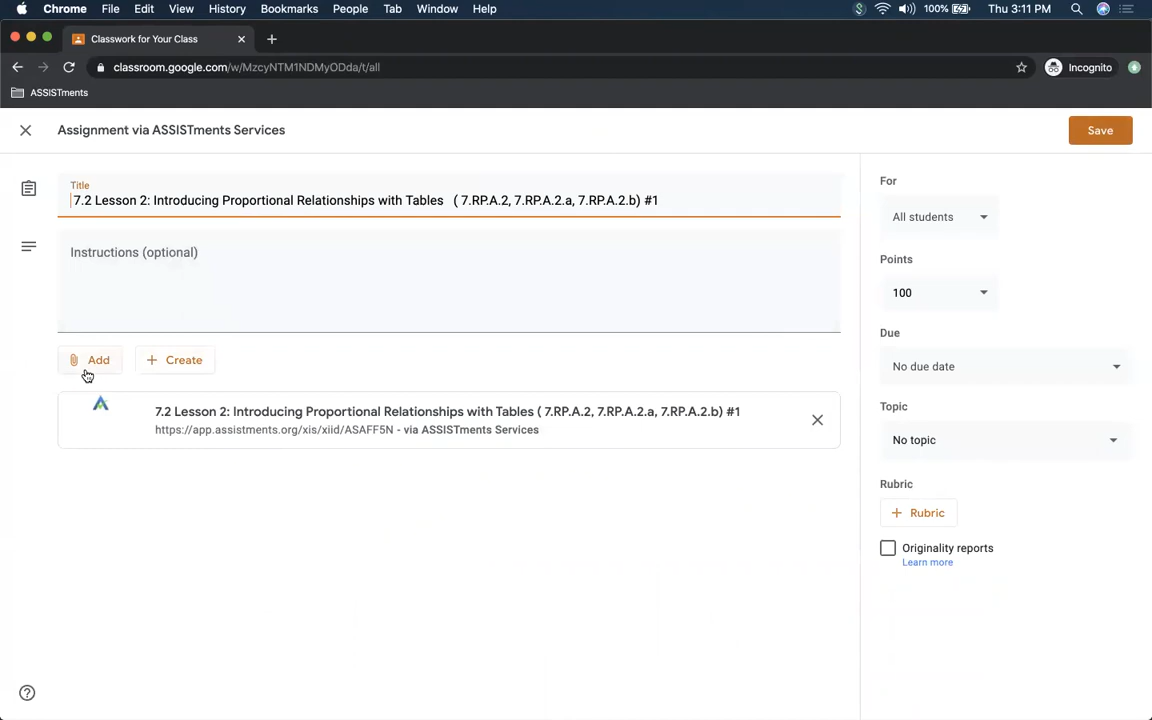 Chrome File Edit View History Bookmarks People Tab Window Help 100% Thu 3:11 PM
Classwork for Your Class
classroom.google.com/w/MzcyNTM1NDMyODda/t/all Incognito
ASSISTments
Assignment via ASSISTments Services Save
Title
7.2 Lesson 2: Introducing Proportional Relationships with Tables ( 7.RP.A.2, 7.RP.A.2.a, 7.RP.A.2.b) #1
Instructions (optional)
Add Create
7.2 Lesson 2: Introducing Proportional Relationships with Tables ( 7.RP.A.2, 7.RP.A.2.a, 7.RP.A.2.b) #1
https://app.assistments.org/xis/xiid/ASAFF5N - via ASSISTments Services
For
All students
Points
100
Due
No due date
Topic
No topic
Rubric
+ Rubric
Originality reports
Learn more